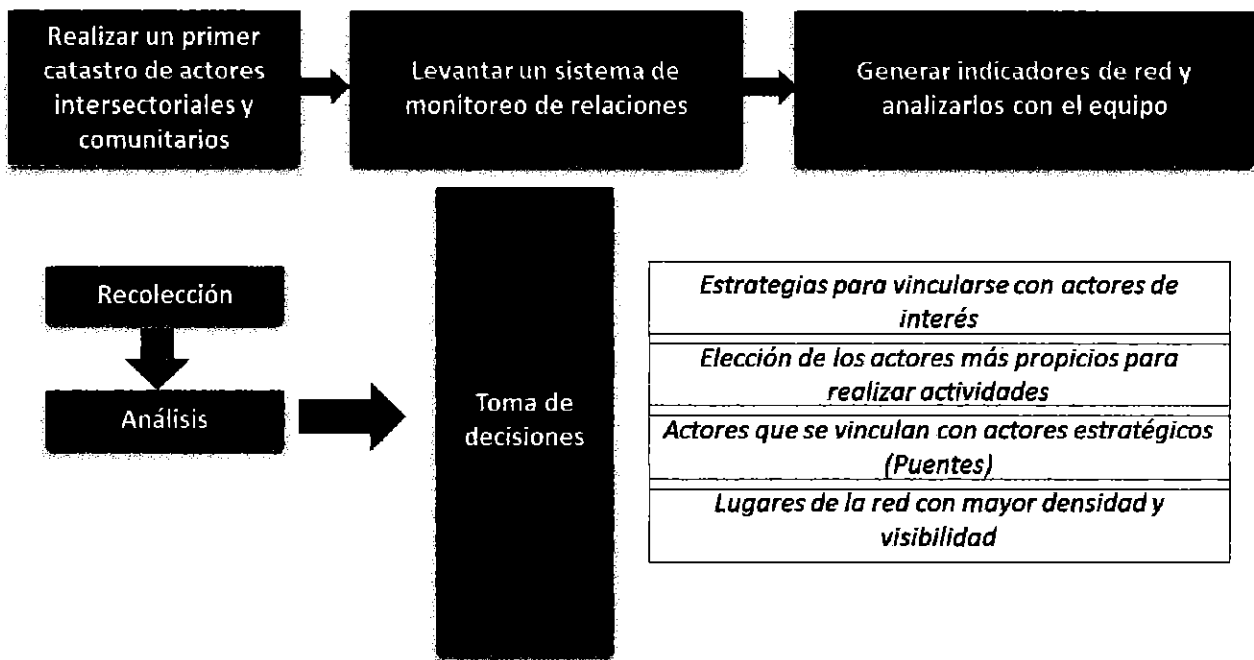 Realizar un primer
catastro de actores
intersectoriales y
comunitarios
Levantar un sistema de
monitoreo de relaciones
Generar indicadores de red y
analizarlos con el equipo
Recolección
Análisis
Toma de
decisiones
Estrategias para vincularse con actores de
interés
Elección de los actores más propicios para
realizar actividades
Actores que se vinculan con actores estratégicos
(Puentes)
Lugares de la red con mayor densidad y
visibilidad